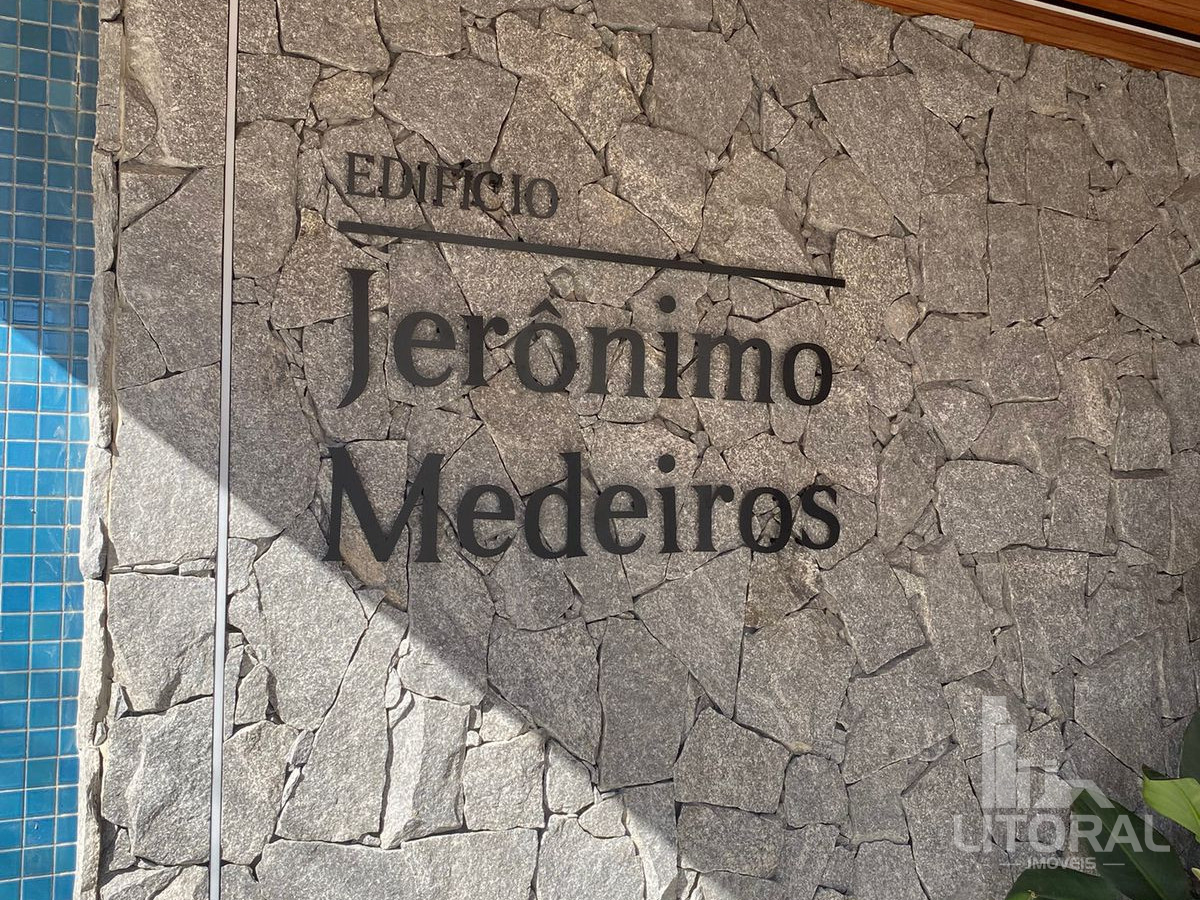 EDIFÍCIO
Jerônimo
Medeiros
LITORAL
IMÓVEIS